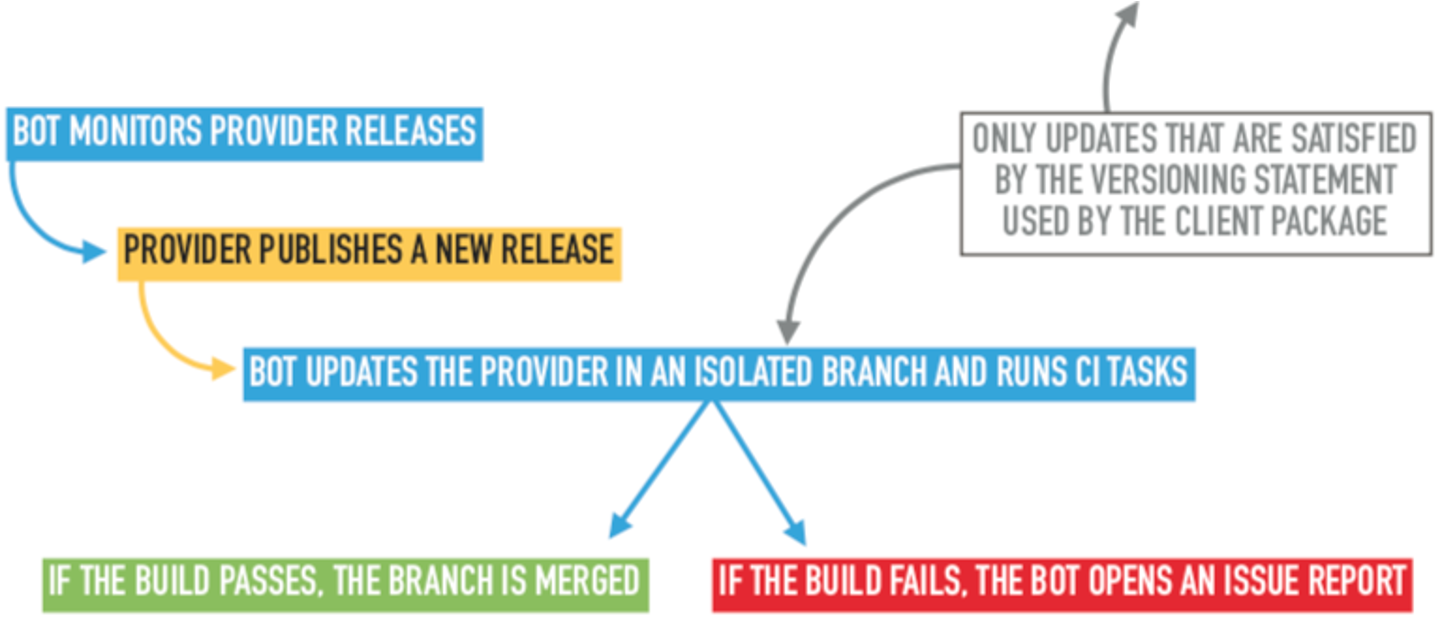 BOT MONITORS PROVIDER RELEASES
ONLY UPDATES THAT ARE SATISFIED
BY THE VERSIONING STATEMENT
USED BY THE CLIENT PACKAGE
PROVIDER PUBLISHES A NEW RELEASE
BOT UPDATES THE PROVIDER IN AN ISOLATED BRANCH AND RUNS CI TASKS
IF THE BUILD PASSES, THE BRANCH IS MERGED
IF THE BUILD FAILS, THE BOT OPENS AN ISSUE REPORT